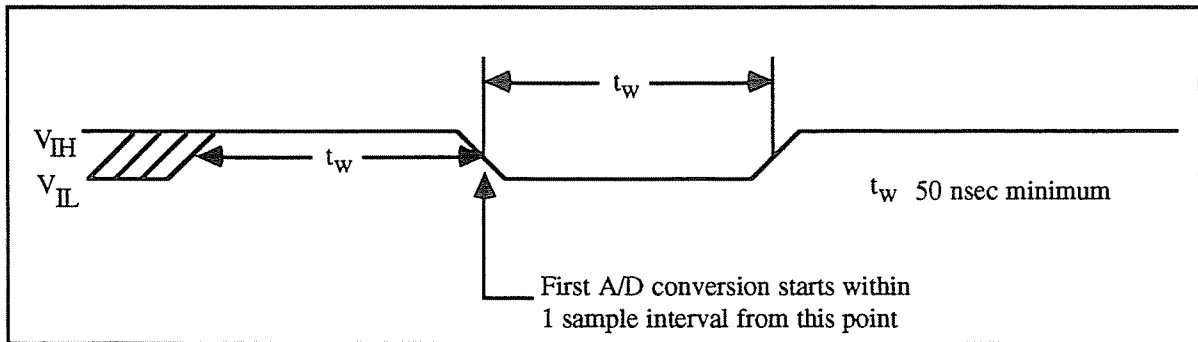 t_w
V_IH
t_w
V_IL
t_w 50 nsec minimum
First A/D conversion starts within
1 sample interval from this point